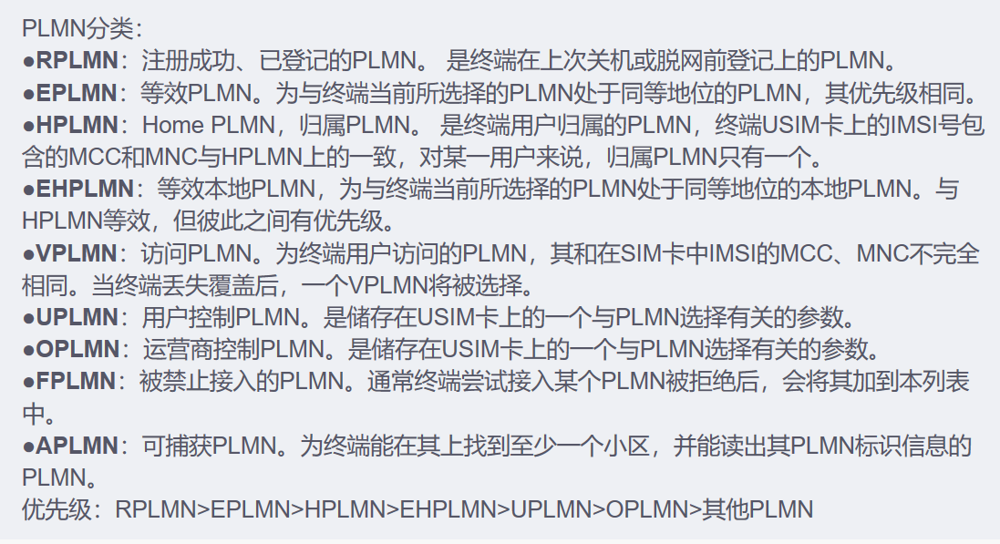 PLMN分类：
●RPLMN：注册成功、已登记的PLMN。 是终端在上次关机或脱网前登记上的PLMN。
●EPLMN：等效PLMN。为与终端当前所选择的PLMN处于同等地位的PLMN，其优先级相同。
●HPLMN：Home PLMN，归属PLMN。 是终端用户归属的PLMN，终端USIM卡上的IMSI号包
含的MCC和MNC与HPLMN上的一致，对某一用户来说，归属PLMN只有一个。
●EHPLMN：等效本地PLMN，为与终端当前所选择的PLMN处于同等地位的本地PLMN。与
HPLMN等效，但彼此之间有优先级。
●VPLMN：访问PLMN。为终端用户访问的PLMN，其和在SIM卡中IMSI的MCC、MNC不完全
相同。当终端丢失覆盖后，一个VPLMN将被选择。
●UPLMN：用户控制PLMN。是储存在USIM卡上的一个与PLMN选择有关的参数。
●OPLMN：运营商控制PLMN。是储存在USIM卡上的一个与PLMN选择有关的参数。
●FPLMN：被禁止接入的PLMN。通常终端尝试接入某个PLMN被拒绝后，会将其加到本列表
中。
●APLMN：可捕获PLMN。为终端能在其上找到至少一个小区，并能读出其PLMN标识信息的
PLMN。
优先级：RPLMN>EPLMN>HPLMN>EHPLMN>UPLMN>OPLMN>其他PLMN